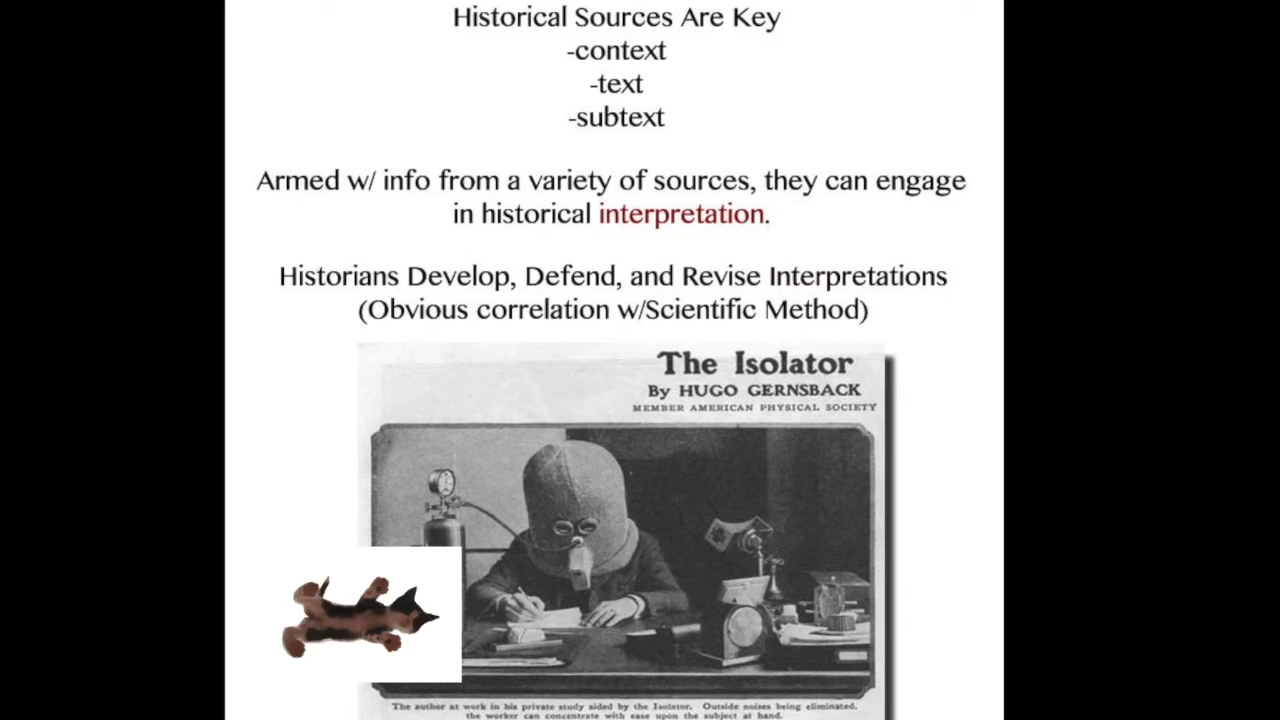 Historical Sources Are Key
-context
-text
-subtext
Armed w/ info from a variety of sources, they can engage
in historical interpretation.
Historians Develop, Defend, and Revise Interpretations
(Obvious correlation w/Scientific Method)
The Isolator
By HUGO GERNSBACK
MEMBER AMERICAN PHYSICAL SOCIETY
The author at work in his private study aided by the Isolator. Outside noises being eliminated,
the worker can concentrate with ease upon the subject at hand.